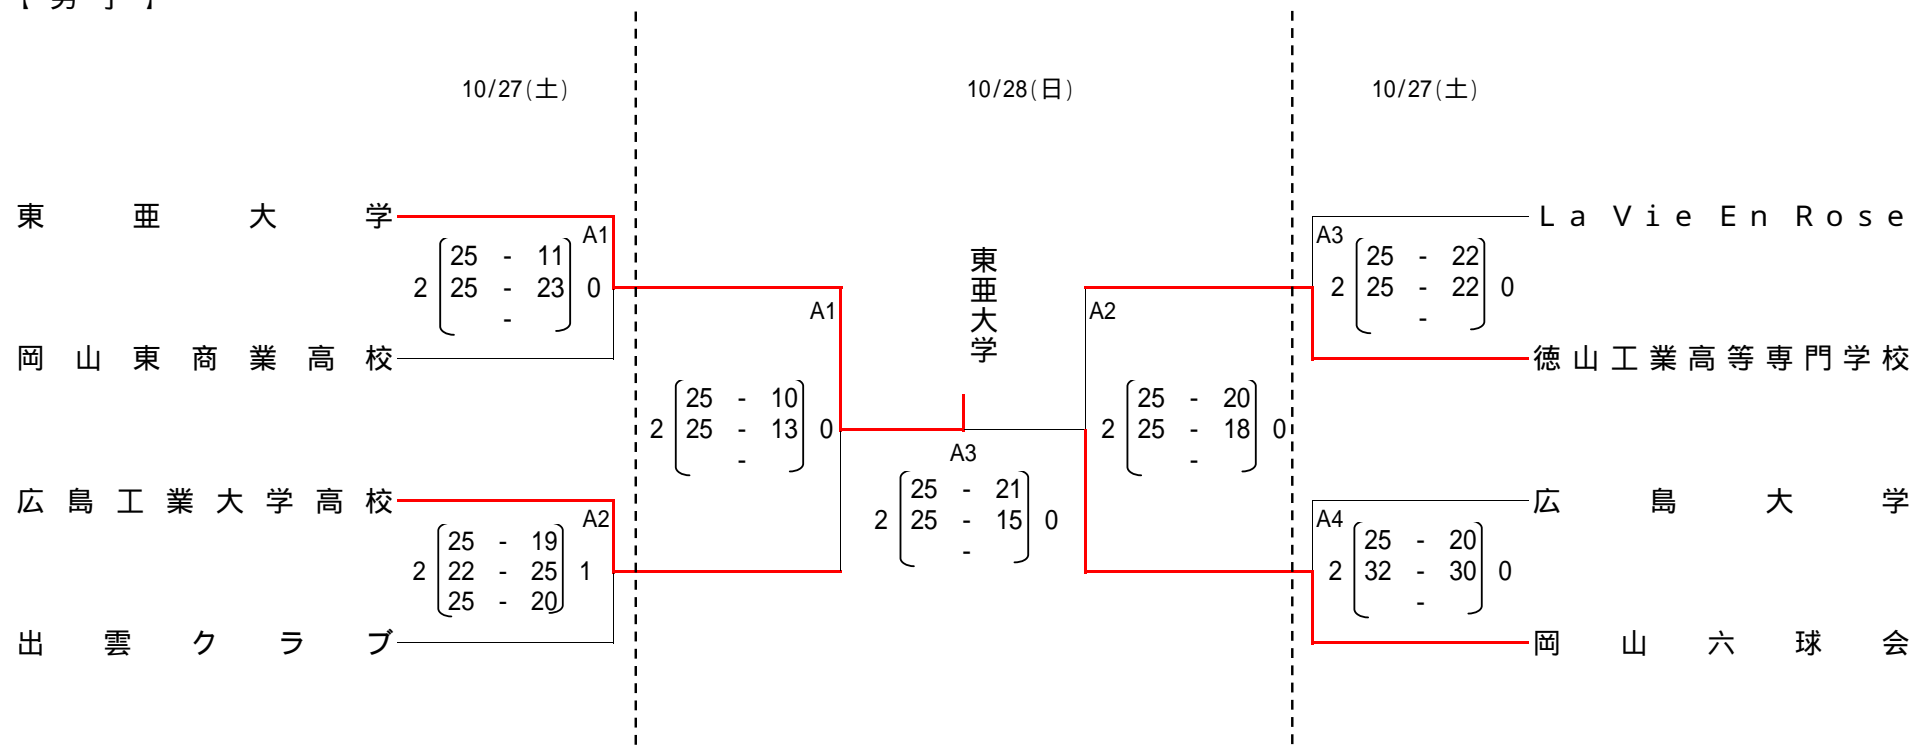 10/27(土) 10/28(日) 10/27(土)
東亜大学
A1
25 - 11
2 25 - 23 0
-
岡山東商業高校
広島工業大学高校
A2
25 - 19
2 22 - 25 1
25 - 20
出雲クラブ
A1
25 - 10
2 25 - 13 0
-
東亜大学
A3
25 - 21
2 25 - 15 0
-
A2
25 - 20
2 25 - 18 0
-
La Vie En Rose
A3
25 - 22
2 25 - 22 0
-
徳山工業高等専門学校
広島大学
A4
25 - 20
2 32 - 30 0
-
岡山六球会